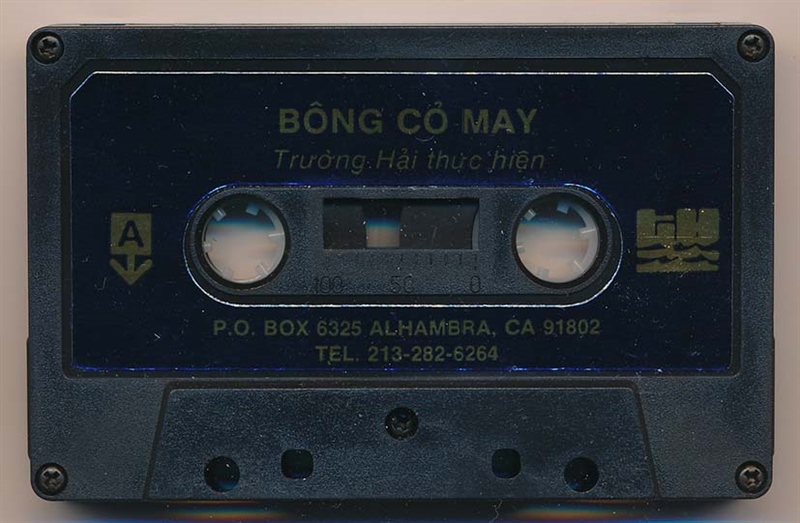 BÔNG CỎ MAY
Trường Hải thực hiện
A
TH
100 50 0
P.O. BOX 6325 ALHAMBRA, CA 91802
TEL. 213-282-6264